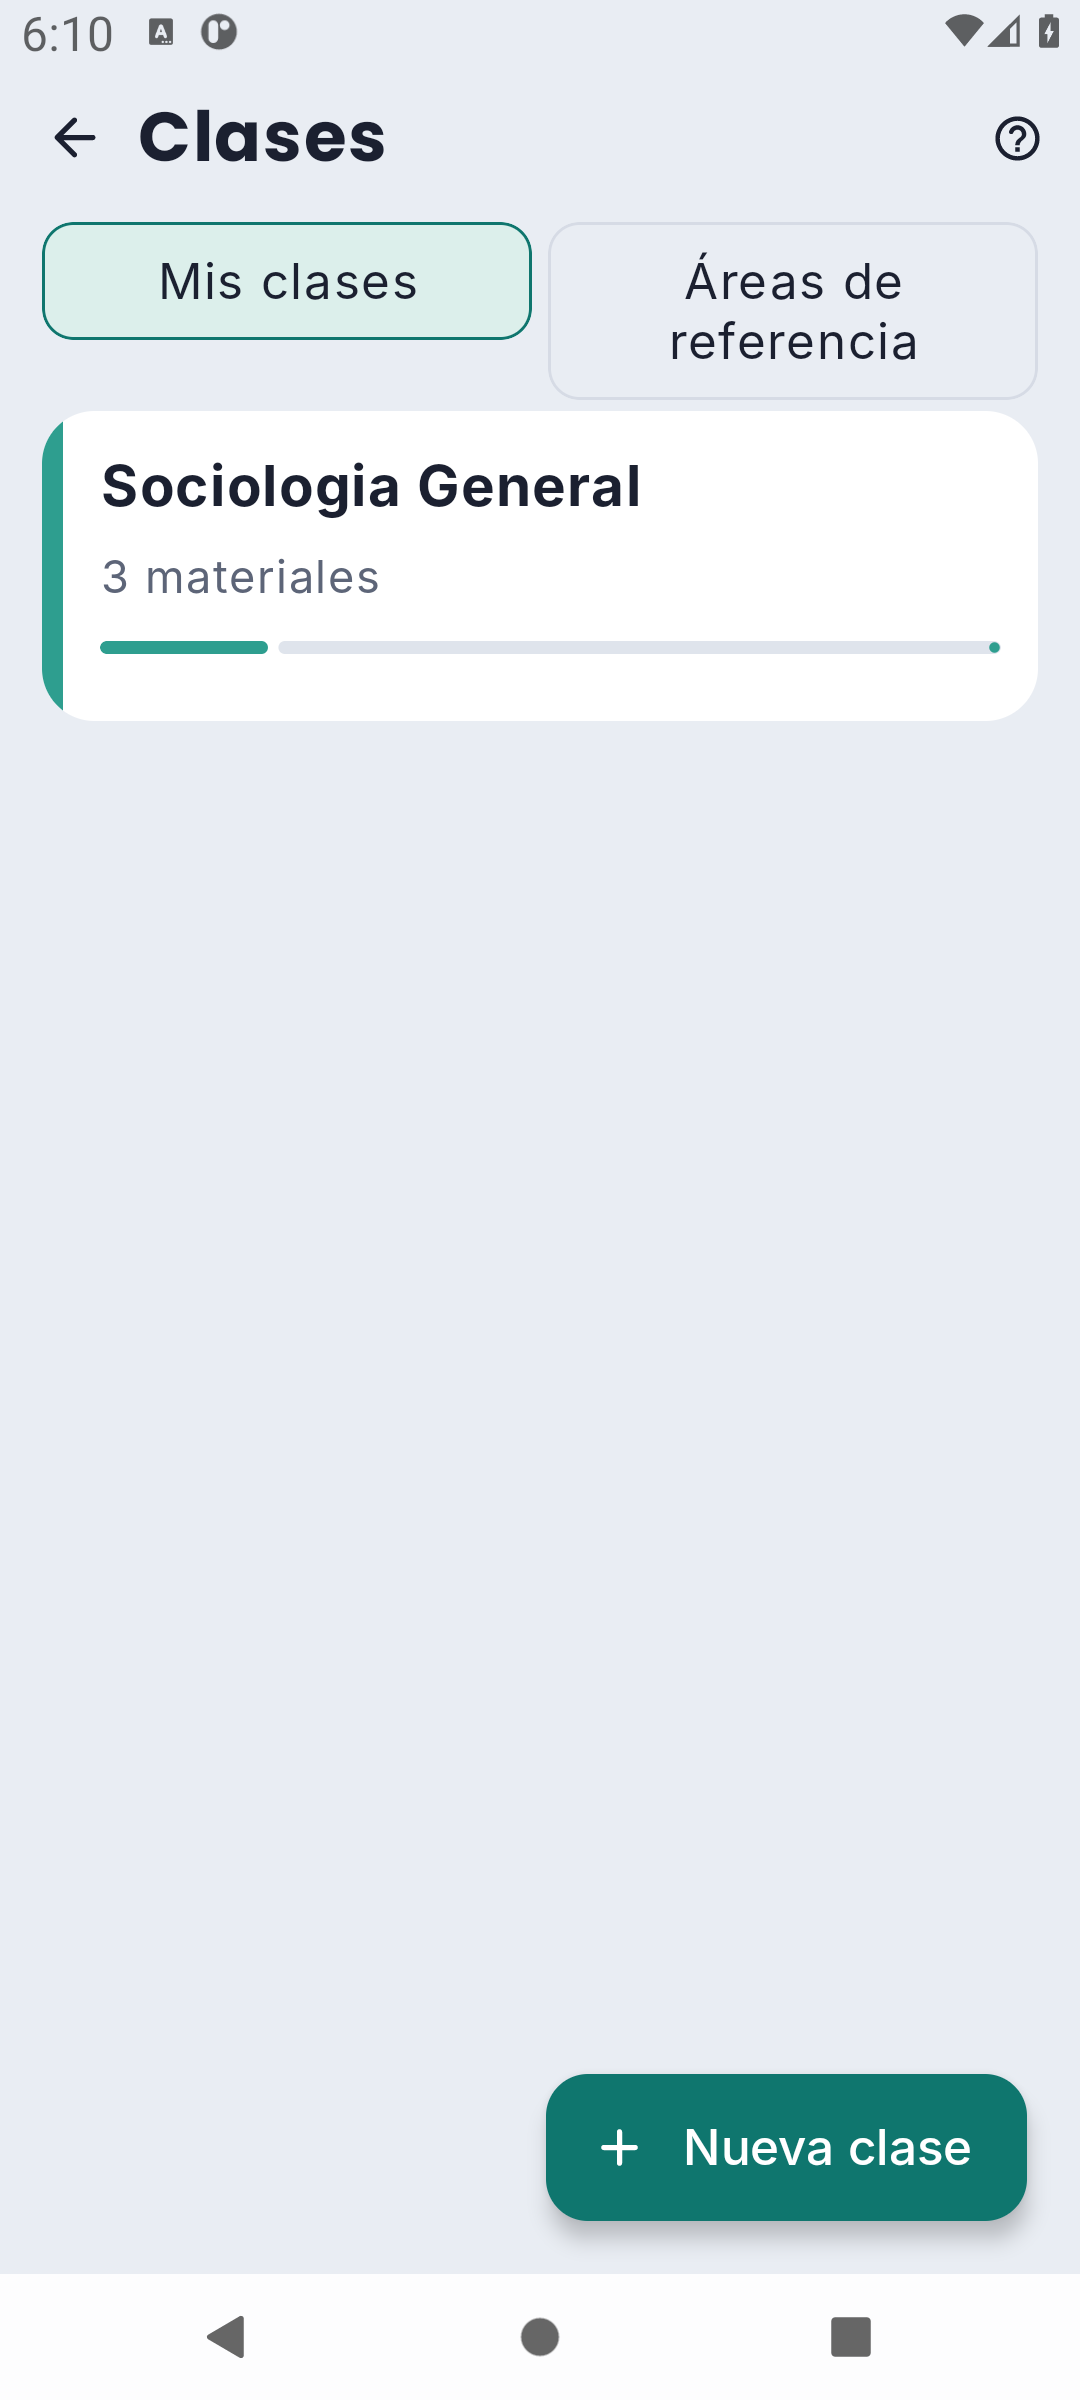 6:10
Clases
Mis clases
Áreas de
referencia
Sociologia General
3 materiales
Nueva clase